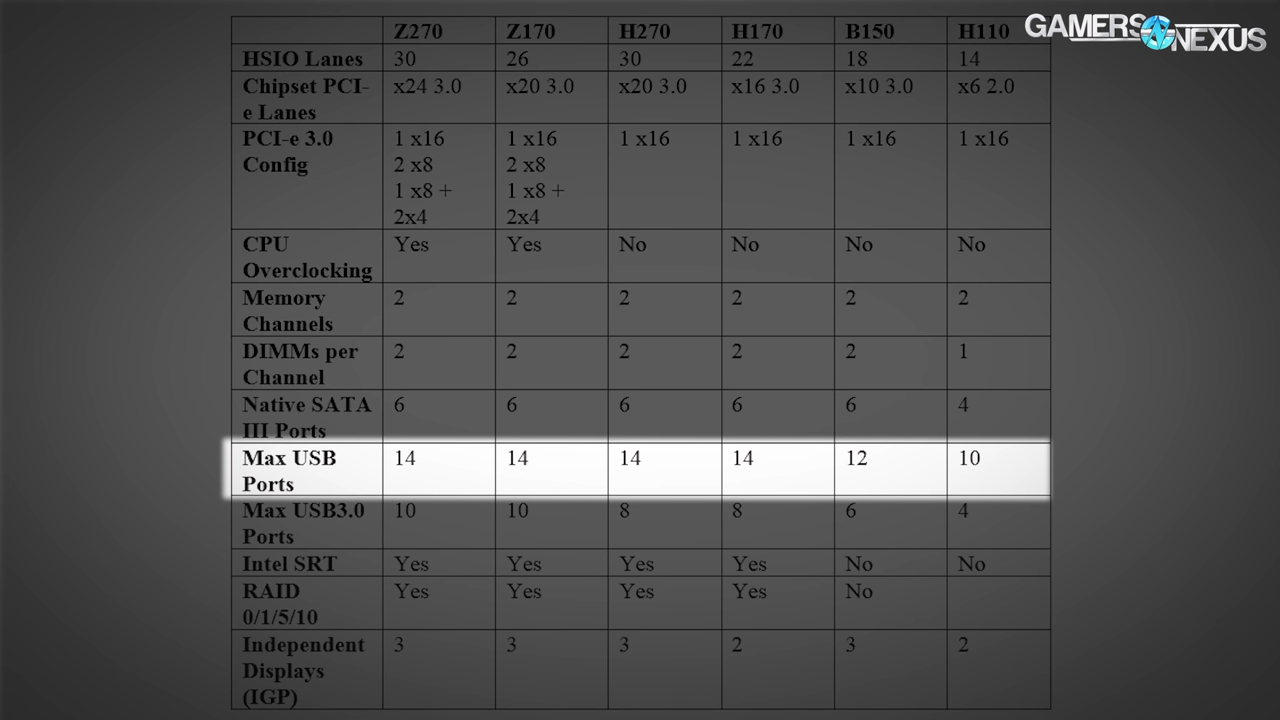 GAMERS NEXUS
Z270 Z170 H270 H170 B150 H110
HSIO Lanes 30 26 30 22 18 14
Chipset PCI- x24 3.0 x20 3.0 x20 3.0 x16 3.0 x10 3.0 x6 2.0
e Lanes
PCI-e 3.0 1 x16 1 x16 1 x16 1 x16 1 x16 1 x16
Config 2 x8 2 x8
1 x8 + 1 x8 +
2x4 2x4
CPU Yes Yes No No No No
Overclocking
Memory 2 2 2 2 2 2
Channels
DIMMs per 2 2 2 2 2 1
Channel
Native SATA 6 6 6 6 6 4
III Ports
Max USB 14 14 14 14 12 10
Ports
Max USB3.0 10 10 8 8 6 4
Ports
Intel SRT Yes Yes Yes Yes No No
RAID Yes Yes Yes Yes No
0/1/5/10
Independent 3 3 3 2 3 2
Displays
(IGP)